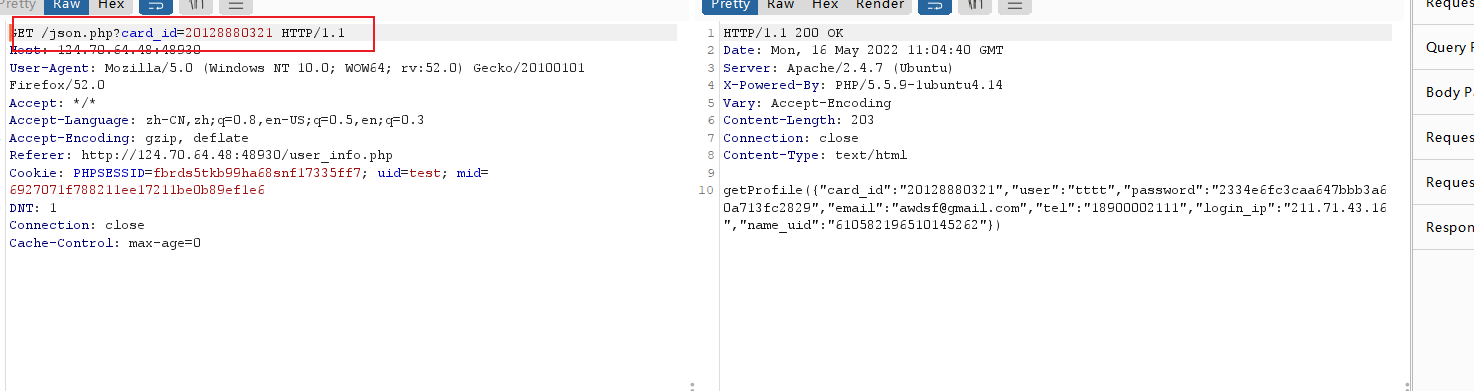 Pretty Raw Hex \n
GET /json.php?card_id=20128880321 HTTP/1.1
Host: 124.70.64.48:48930
User-Agent: Mozilla/5.0 (Windows NT 10.0; WOW64; rv:52.0) Gecko/20100101
Firefox/52.0
Accept: */*
Accept-Language: zh-CN,zh;q=0.8,en-US;q=0.5,en;q=0.3
Accept-Encoding: gzip, deflate
Referer: http://124.70.64.48:48930/user_info.php
Cookie: PHPSESSID=fbrds5tkb99ha68snf17335ff7; uid=test; mid=
6927071f788211ee17211be0b89ef1e6
DNT: 1
Connection: close
Cache-Control: max-age=0
Pretty Raw Hex Render \n
1 HTTP/1.1 200 OK
2 Date: Mon, 16 May 2022 11:04:40 GMT
3 Server: Apache/2.4.7 (Ubuntu)
4 X-Powered-By: PHP/5.5.9-1ubuntu4.14
5 Vary: Accept-Encoding
6 Content-Length: 203
7 Connection: close
8 Content-Type: text/html
9
10 getProfile({"card_id":"20128880321","user":"tttt","password":"2334e6fc3caa647bbb3a6
0a713fc2829","email":"awdsf@gmail.com","tel":"18900002111","login_ip":"211.71.43.16
","name_uid":"610582196510145262"})
Reques
Query P
Body Pa
Reques
Reques
Respon